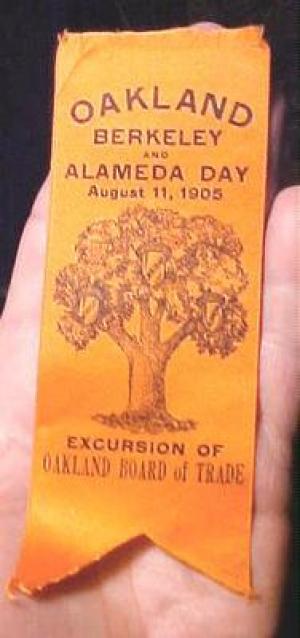 OAKLAND
BERKELEY
AND
ALAMEDA DAY
August 11, 1905
EXCURSION OF
OAKLAND BOARD of TRADE